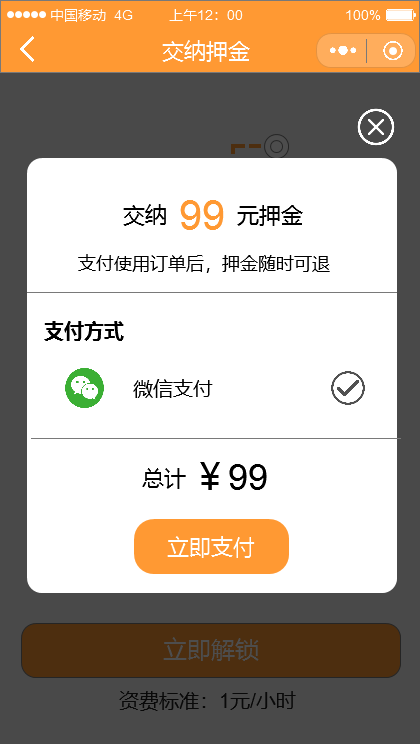 中国移动 4G 上午12：00 100%
交纳押金
交纳 99 元押金
支付使用订单后，押金随时可退
支付方式
微信支付
总计 ￥99
立即支付
立即解锁
资费标准：1元/小时